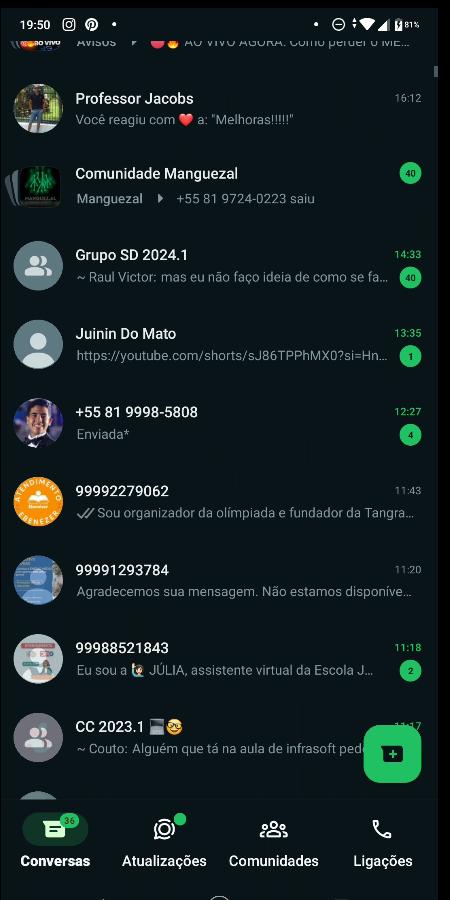 19:50
81%
Avisos AO VIVO AGORA: Como perder o ME…
Professor Jacobs 16:12
Você reagiu com ❤️ a: "Melhoras!!!!!"
Comunidade Manguezal 40
Manguezal +55 81 9724-0223 saiu
Grupo SD 2024.1 14:33
~ Raul Victor: mas eu não faço ideia de como se fa… 40
Juinin Do Mato 13:35
https://youtube.com/shorts/sJ86TPPhMX0?si=Hn… 1
+55 81 9998-5808 12:27
Enviada* 4
ATENDIMENTO
EBENEZER
99992279062 11:43
Sou organizador da olímpiada e fundador da Tangra…
99991293784 11:20
Agradecemos sua mensagem. Não estamos disponíve…
99988521843 11:18
Eu sou a 🙋🏻‍♀️ JÚLIA, assistente virtual da Escola J… 2
CC 2023.1 💻🤓 11:17
~ Couto: Alguém que tá na aula de infrasoft ped
36
Conversas Atualizações Comunidades Ligações